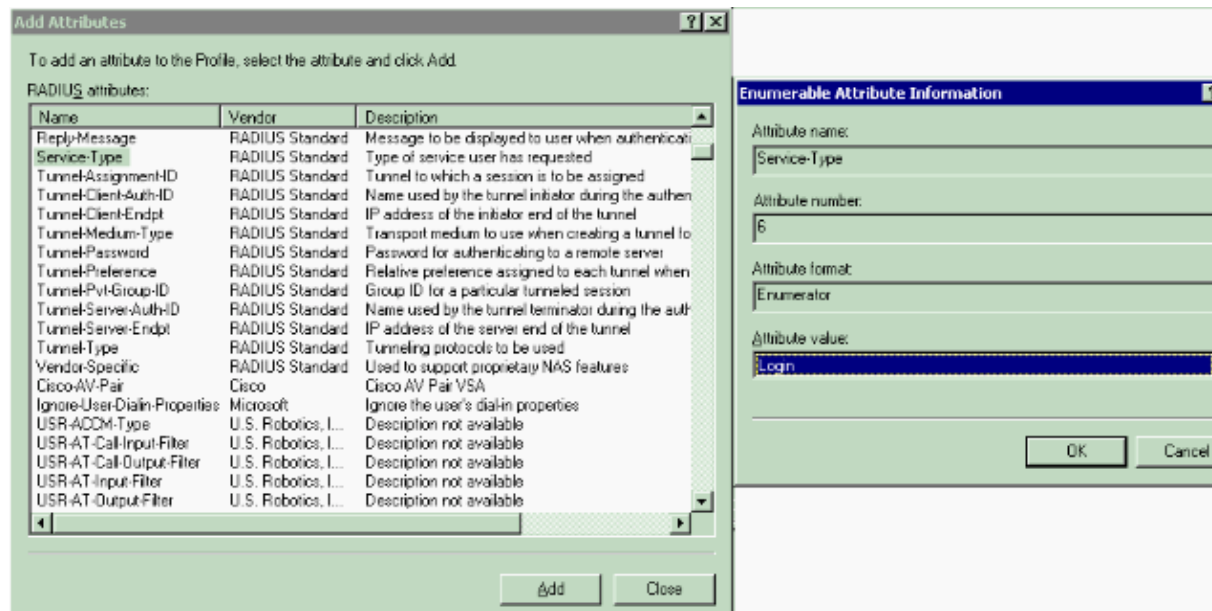 Add Attributes
To add an attribute to the Profile, select the attribute and click Add.
RADIUS attributes:
Name Vendor Description
Reply-Message RADIUS Standard Message to be displayed to user when authenticati
Service-Type RADIUS Standard Type of service user has requested
Tunnel-Assignment-ID RADIUS Standard Tunnel to which a session is to be assigned
Tunnel-Client-Auth-ID RADIUS Standard Name used by the tunnel initiator during the authen
Tunnel-Client-Endpt RADIUS Standard IP address of the initiator end of the tunnel
Tunnel-Medium-Type RADIUS Standard Transport medium to use when creating a tunnel fo
Tunnel-Password RADIUS Standard Password for authenticating to a remote server
Tunnel-Preference RADIUS Standard Relative preference assigned to each tunnel when
Tunnel-Pvt-Group-ID RADIUS Standard Group ID for a particular tunneled session
Tunnel-Server-Auth-ID RADIUS Standard Name used by the tunnel terminator during the auth
Tunnel-Server-Endpt RADIUS Standard IP address of the server end of the tunnel
Tunnel-Type RADIUS Standard Tunneling protocols to be used
Vendor-Specific RADIUS Standard Used to support proprietary NAS features
Cisco-AV-Pair Cisco Cisco AV Pair VSA
Ignore-User-Dialin-Properties Microsoft Ignore the user's dial-in properties
USR-ACCM-Type U.S. Robotics, I... Description not available
USR-AT-Call-Input-Filter U.S. Robotics, I... Description not available
USR-AT-Call-Output-Filter U.S. Robotics, I... Description not available
USR-AT-Input-Filter U.S. Robotics, I... Description not available
USR-AT-Output-Filter U.S. Robotics, I... Description not available
Add Close
Enumerable Attribute Information
Attribute name:
Service-Type
Attribute number:
6
Attribute format:
Enumerator
Attribute value:
Login
OK Cancel